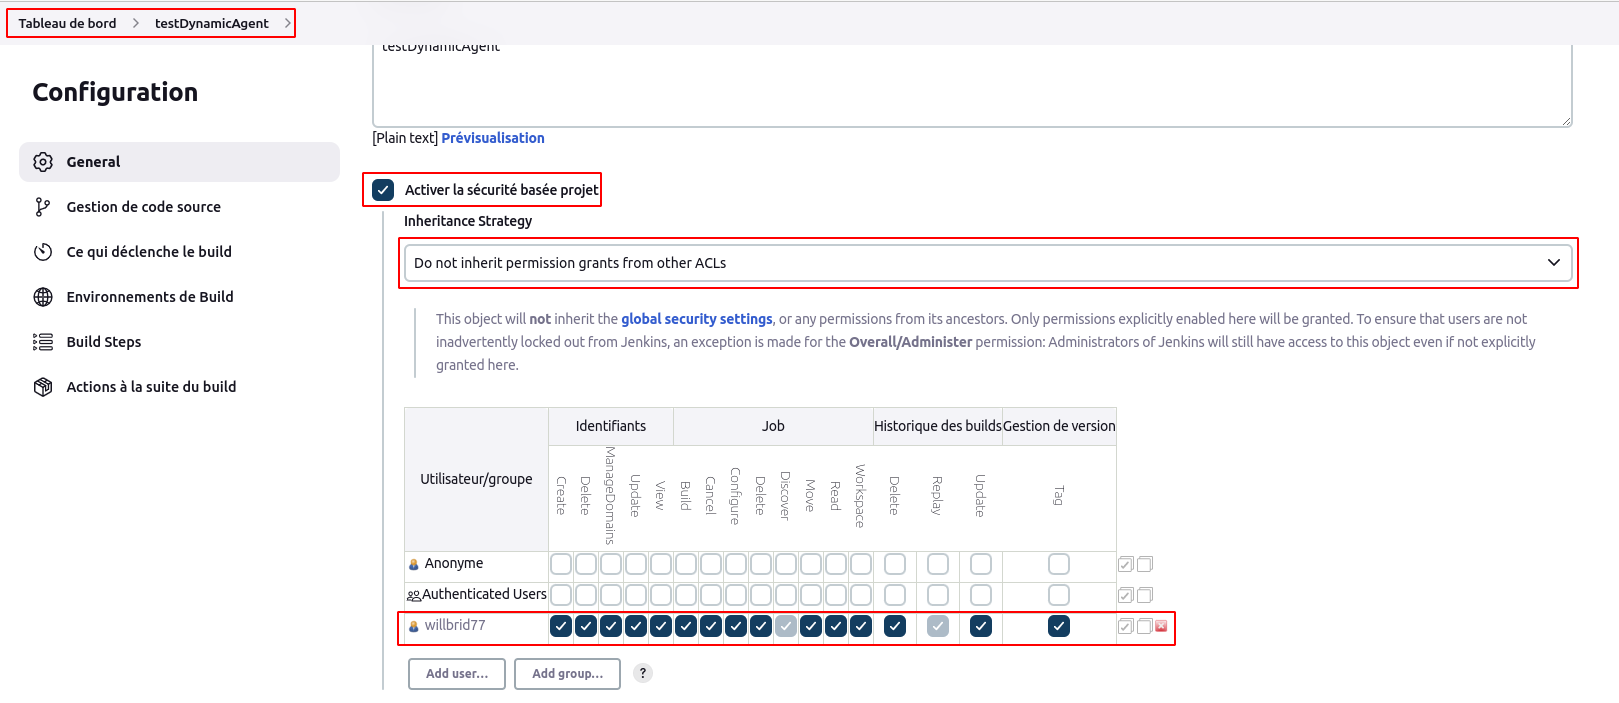 Tableau de bord > testDynamicAgent >
testDynamicAgent
Configuration
[Plain text] Prévisualisation
General
Gestion de code source
Ce qui déclenche le build
Environnements de Build
Build Steps
Actions à la suite du build
Activer la sécurité basée projet
Inheritance Strategy
Do not inherit permission grants from other ACLs
This object will not inherit the global security settings, or any permissions from its ancestors. Only permissions explicitly enabled here will be granted. To ensure that users are not
inadvertently locked out from Jenkins, an exception is made for the Overall/Administer permission: Administrators of Jenkins will still have access to this object even if not explicitly
granted here.
Utilisateur/groupe
Identifiants Job Historique des builds Gestion de version
Create Delete ManageDomains Update View Build Cancel Configure Delete Discover Move Read Workspace Delete Replay Update Tag
Anonyme
Authenticated Users
willbrid77
Add user... Add group... ?